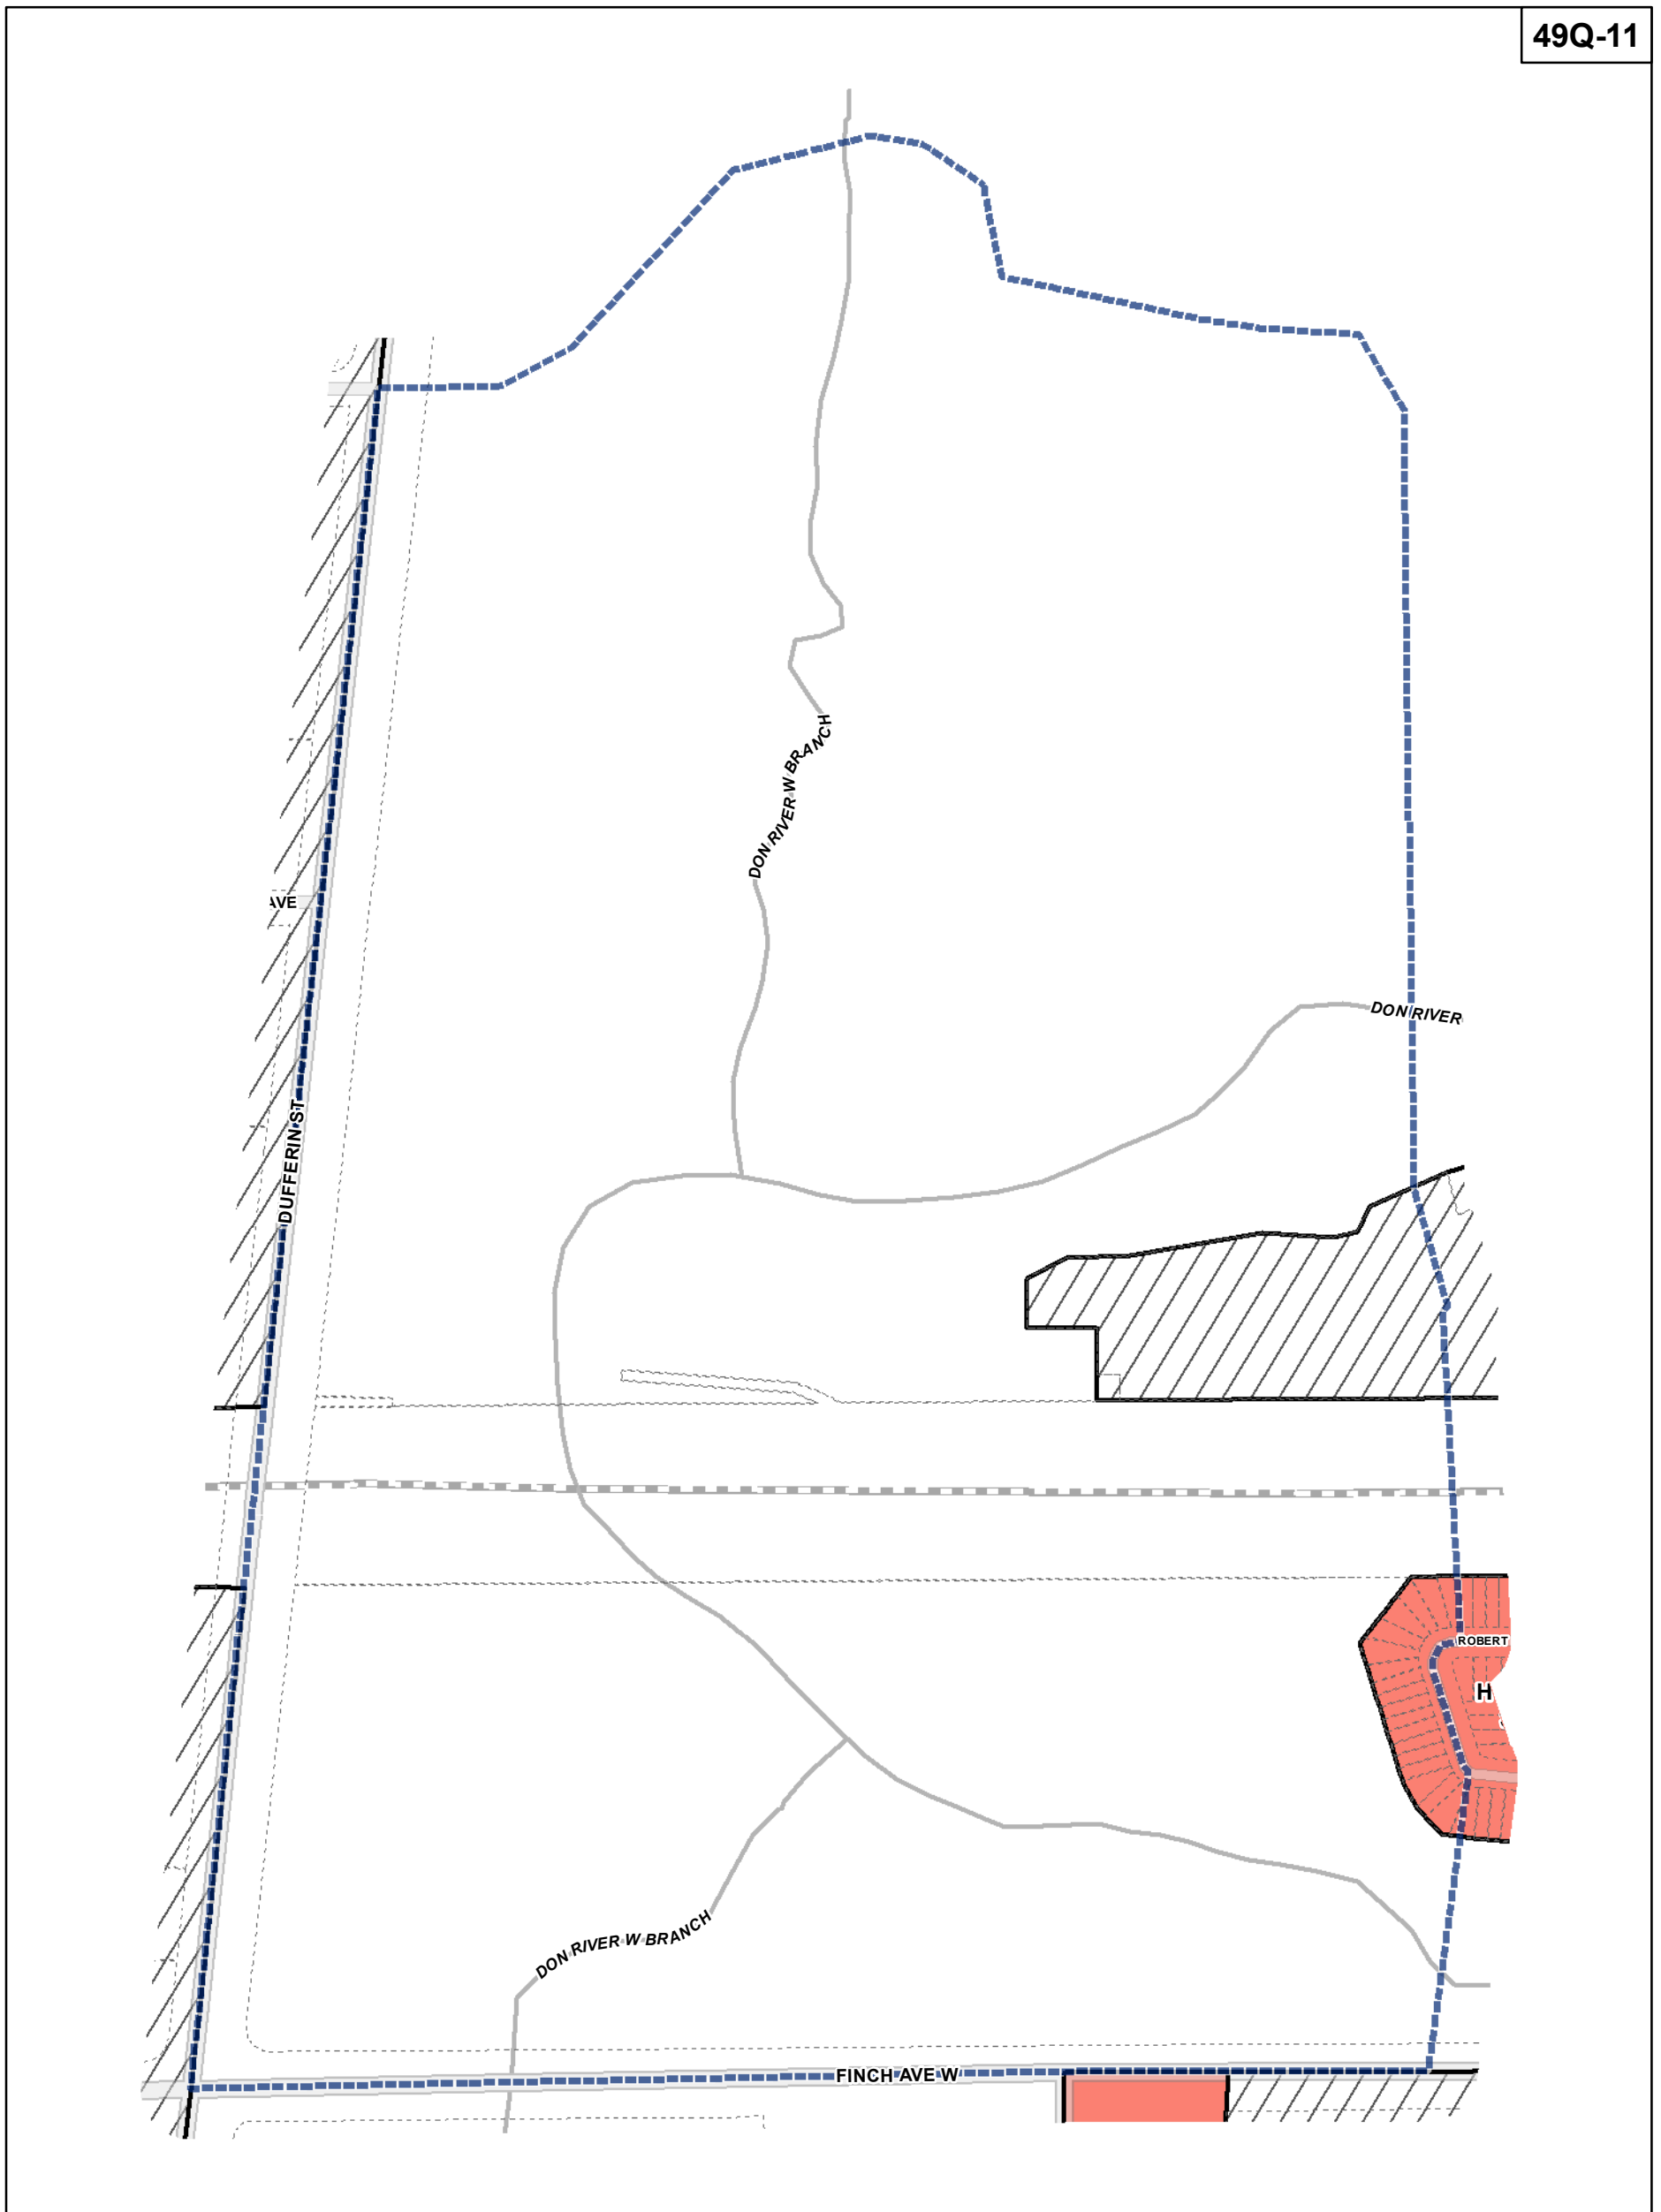 49Q-11
DON RIVER W BRANCH
AVE
DON RIVER
DUFFERIN ST
ROBERT
H
DON RIVER W BRANCH
FINCH AVE W